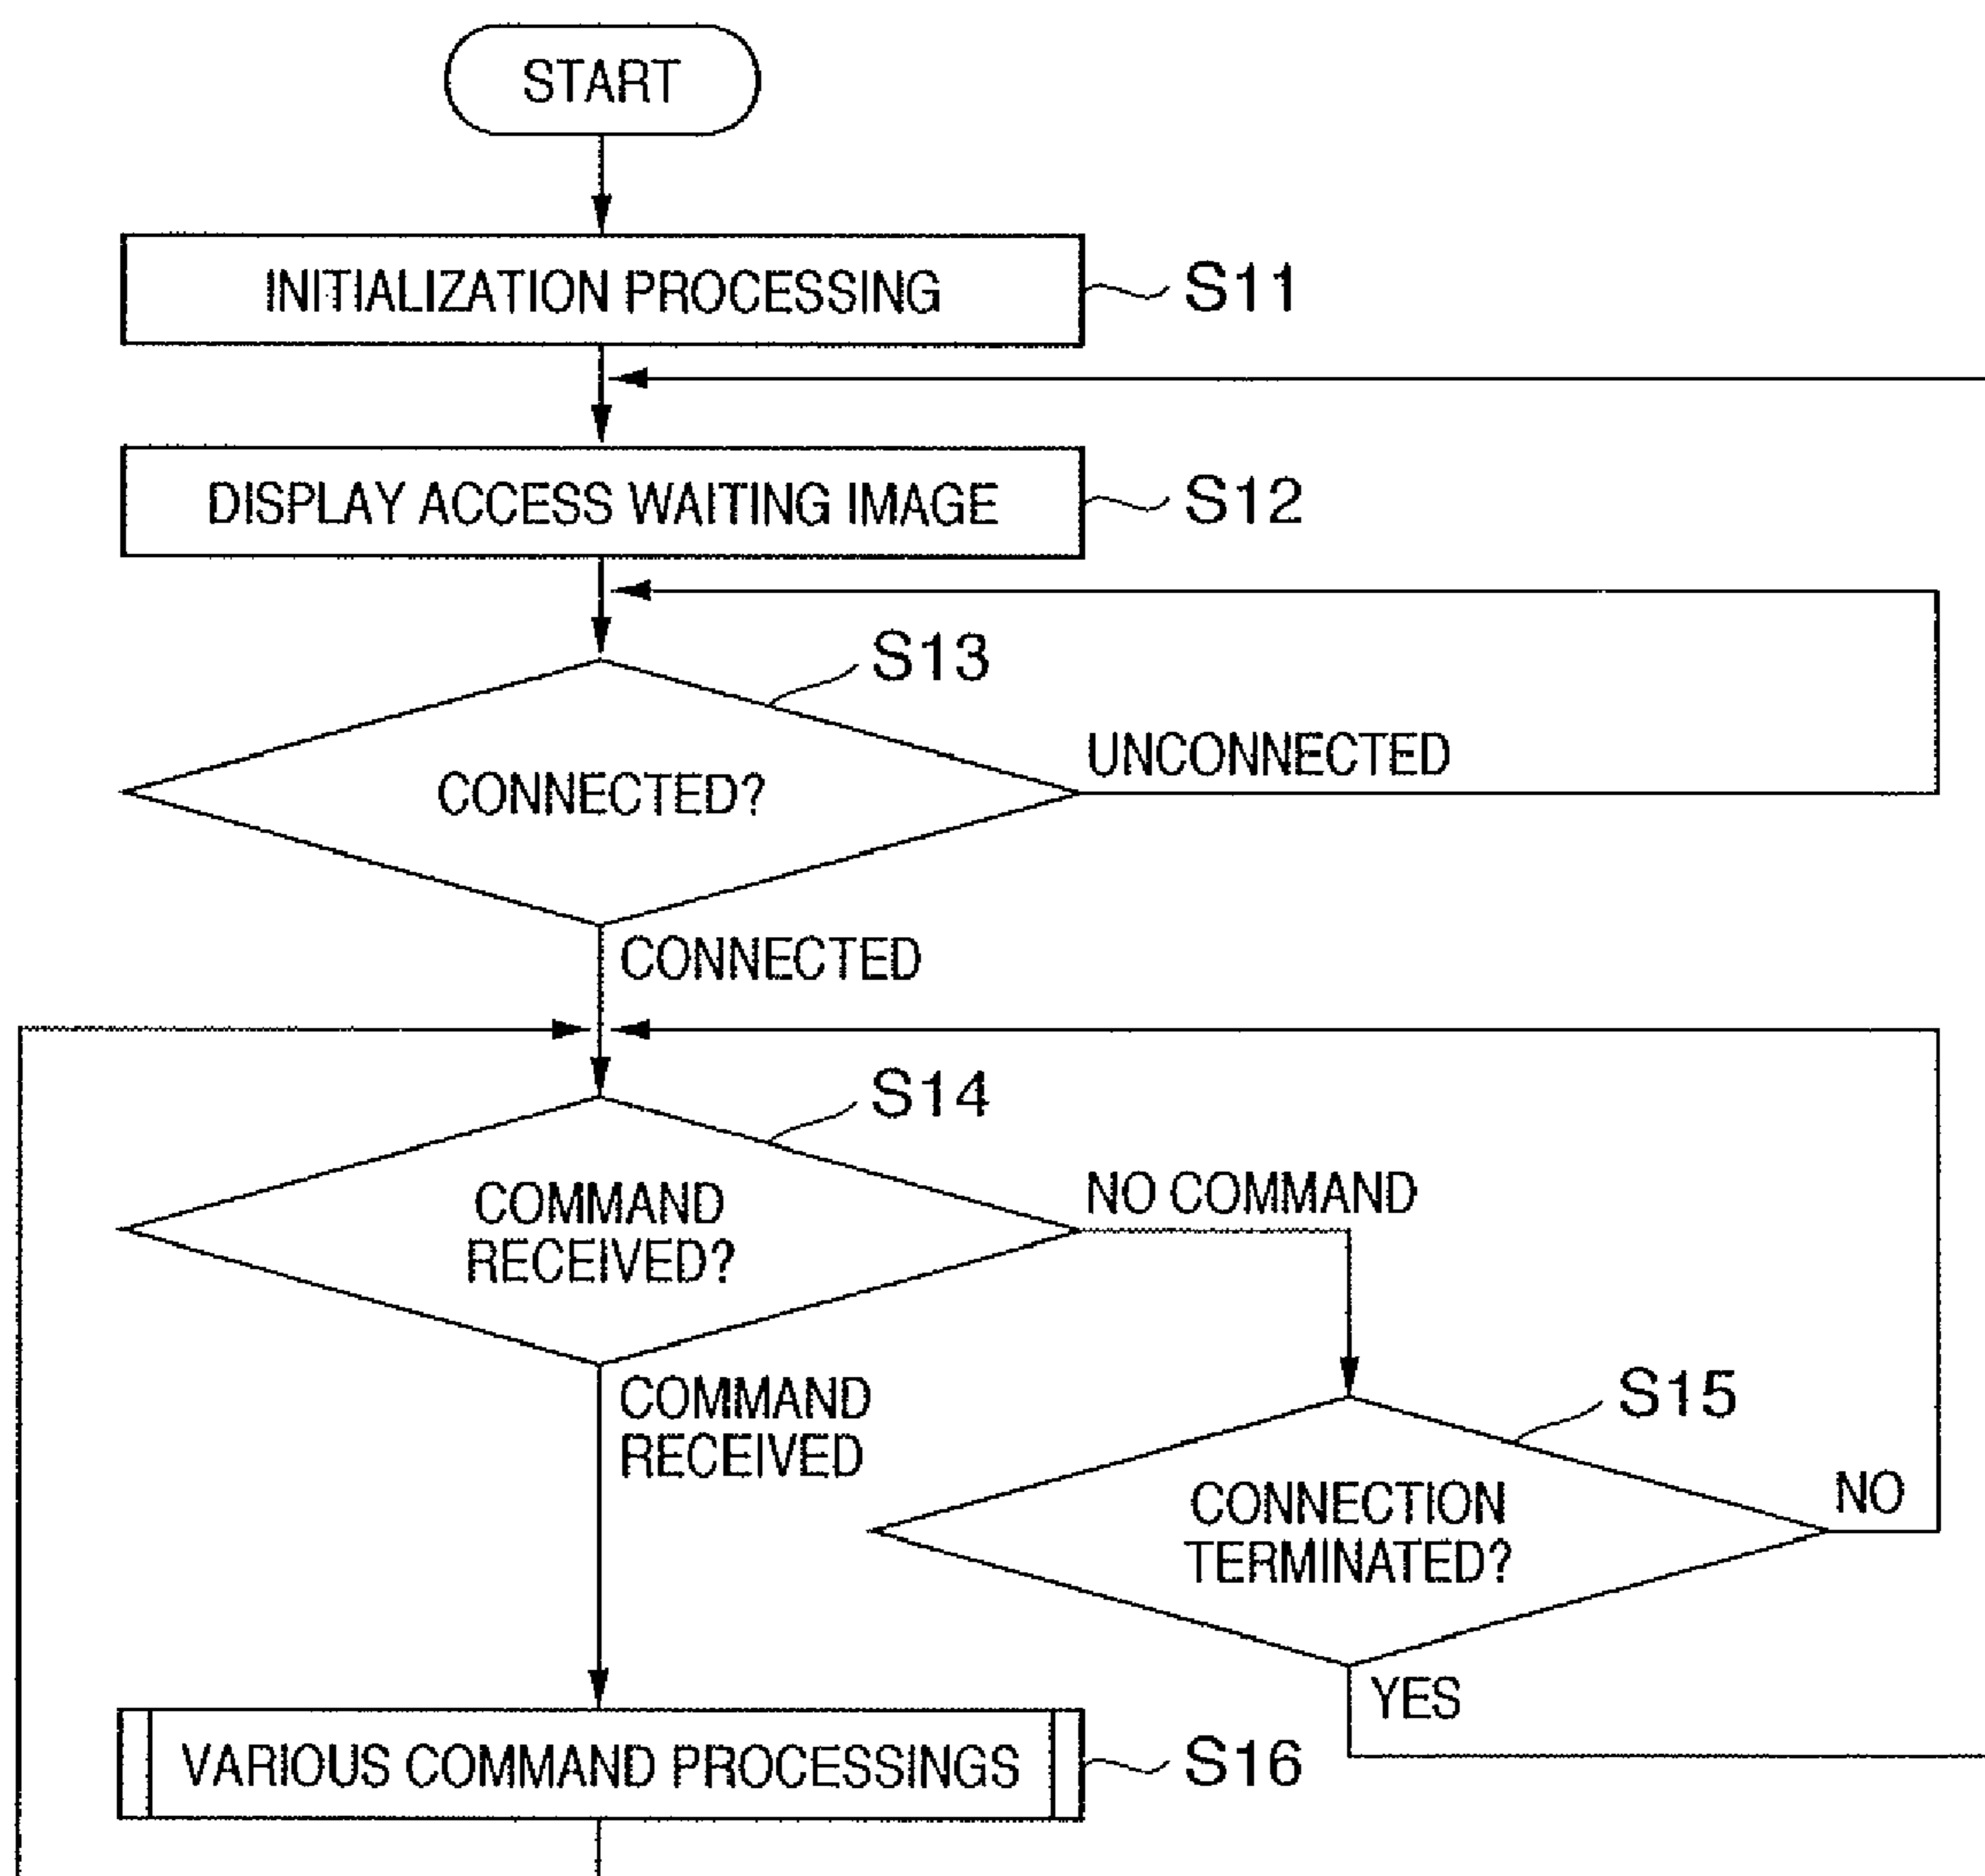 START
INITIALIZATION PROCESSING
S11
DISPLAY ACCESS WAITING IMAGE
S12
S13
CONNECTED?
UNCONNECTED
CONNECTED
S14
COMMAND
RECEIVED?
NO COMMAND
COMMAND
RECEIVED
S15
CONNECTION
TERMINATED?
NO
YES
VARIOUS COMMAND PROCESSINGS
S16